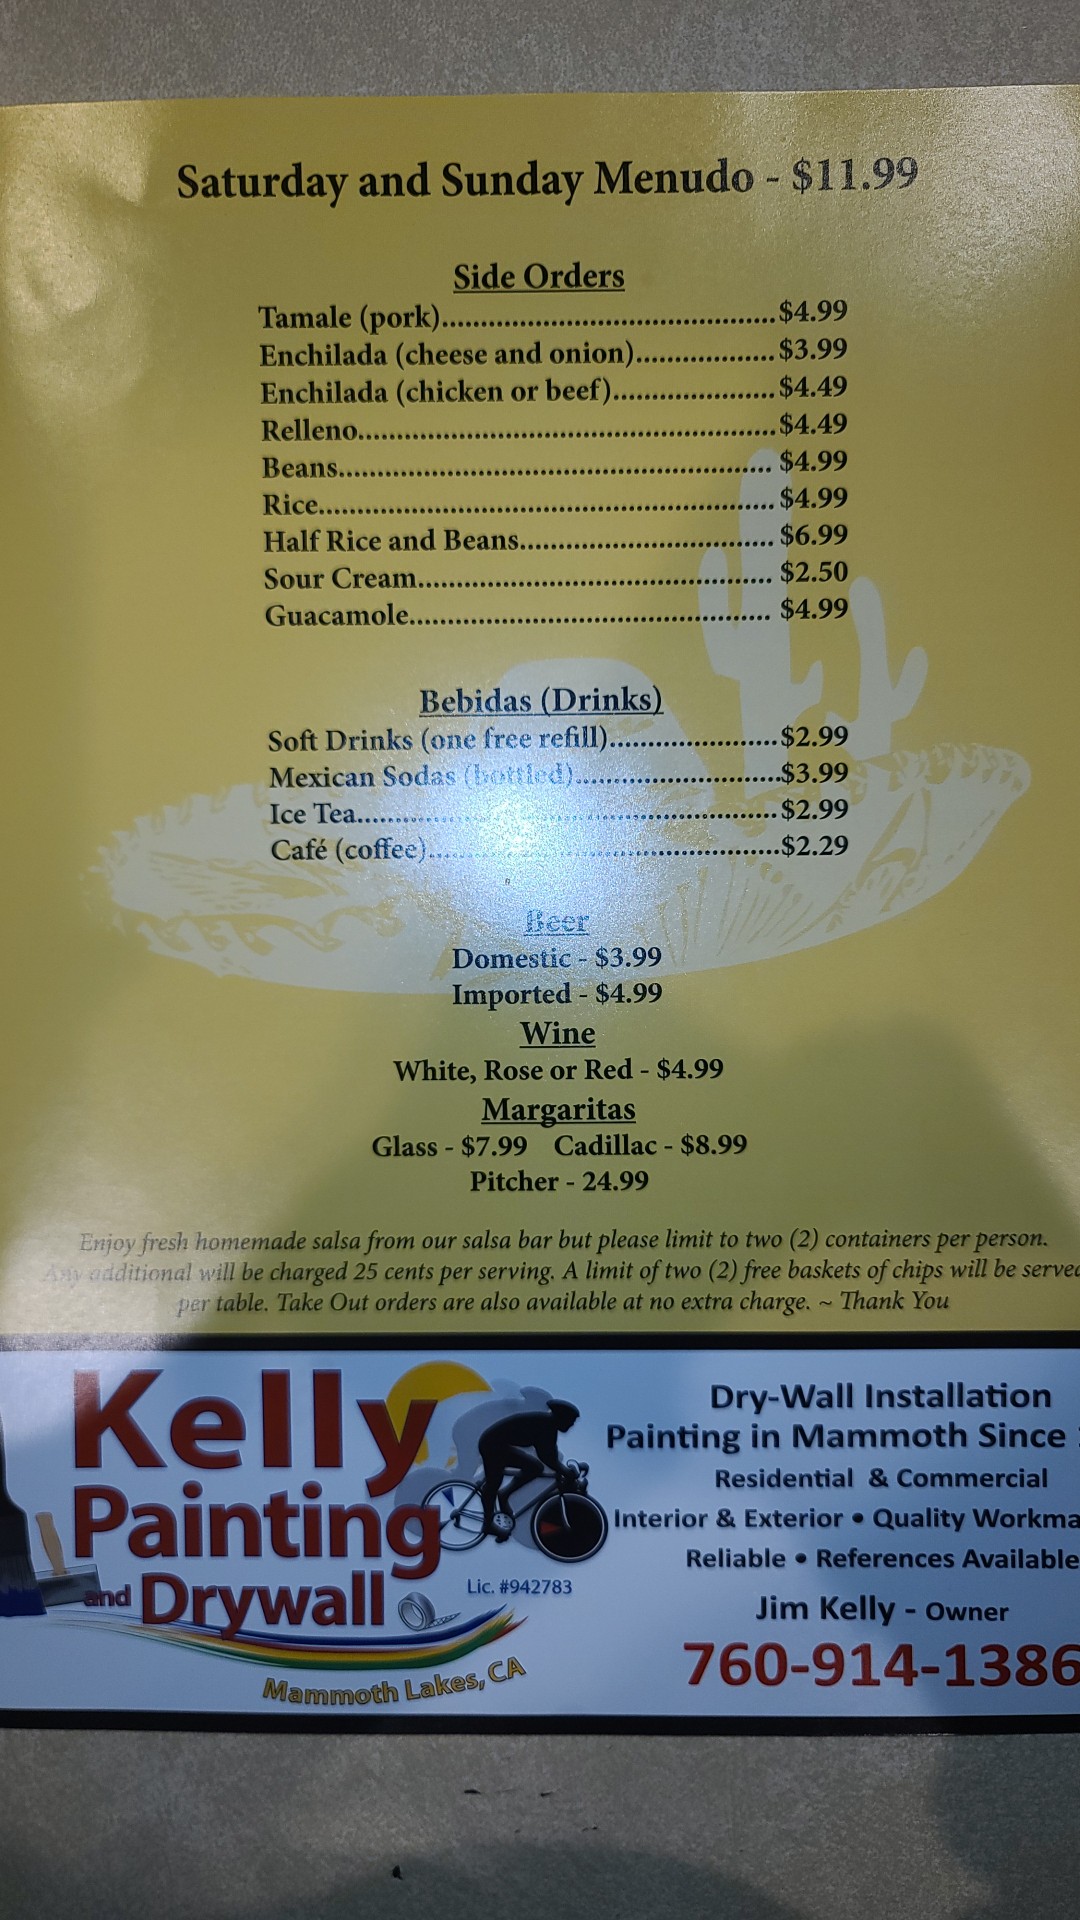 Saturday and Sunday Menudo - $11.99
Side Orders
Tamale (pork)...........................................$4.99
Enchilada (cheese and onion)..................$3.99
Enchilada (chicken or beef).....................$4.49
Relleno......................................................$4.49
Beans........................................................ $4.99
Rice........................................................... $4.99
Half Rice and Beans................................. $6.99
Sour Cream.............................................. $2.50
Guacamole............................................... $4.99
Bebidas (Drinks)
Soft Drinks (one free refill)......................$2.99
Mexican Sodas (bottled)...........................$3.99
Ice Tea......................................................$2.99
Café (coffee).............................................$2.29
Beer
Domestic - $3.99
Imported - $4.99
Wine
White, Rose or Red - $4.99
Margaritas
Glass - $7.99 Cadillac - $8.99
Pitcher - 24.99
Enjoy fresh homemade salsa from our salsa bar but please limit to two (2) containers per person.
Any additional will be charged 25 cents per serving. A limit of two (2) free baskets of chips will be served
per table. Take Out orders are also available at no extra charge. ~ Thank You
Kelly
Painting
and Drywall
Lic. #942783
Mammoth Lakes, CA
Dry-Wall Installation
Painting in Mammoth Since
Residential & Commercial
Interior & Exterior • Quality Workma
Reliable • References Available
Jim Kelly - Owner
760-914-1386